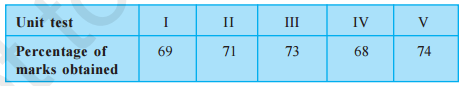 Unit test I II III IV V
Percentage of marks obtained 69 71 73 68 74